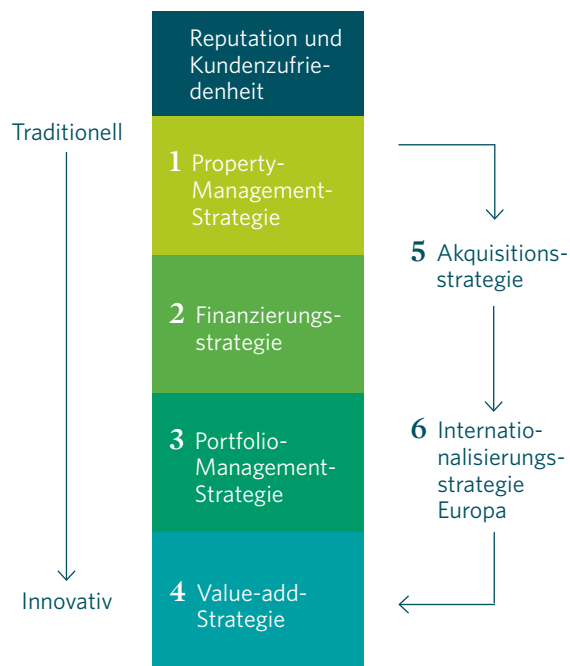 Reputation und
Kundenzufrie-
denheit
Traditionell
1 Property-
Management-
Strategie
2 Finanzierungs-
strategie
3 Portfolio-
Management-
Strategie
4 Value-add-
Strategie
Innovativ
5 Akquisitions-
strategie
6 Internatio-
nalisierungs-
strategie
Europa